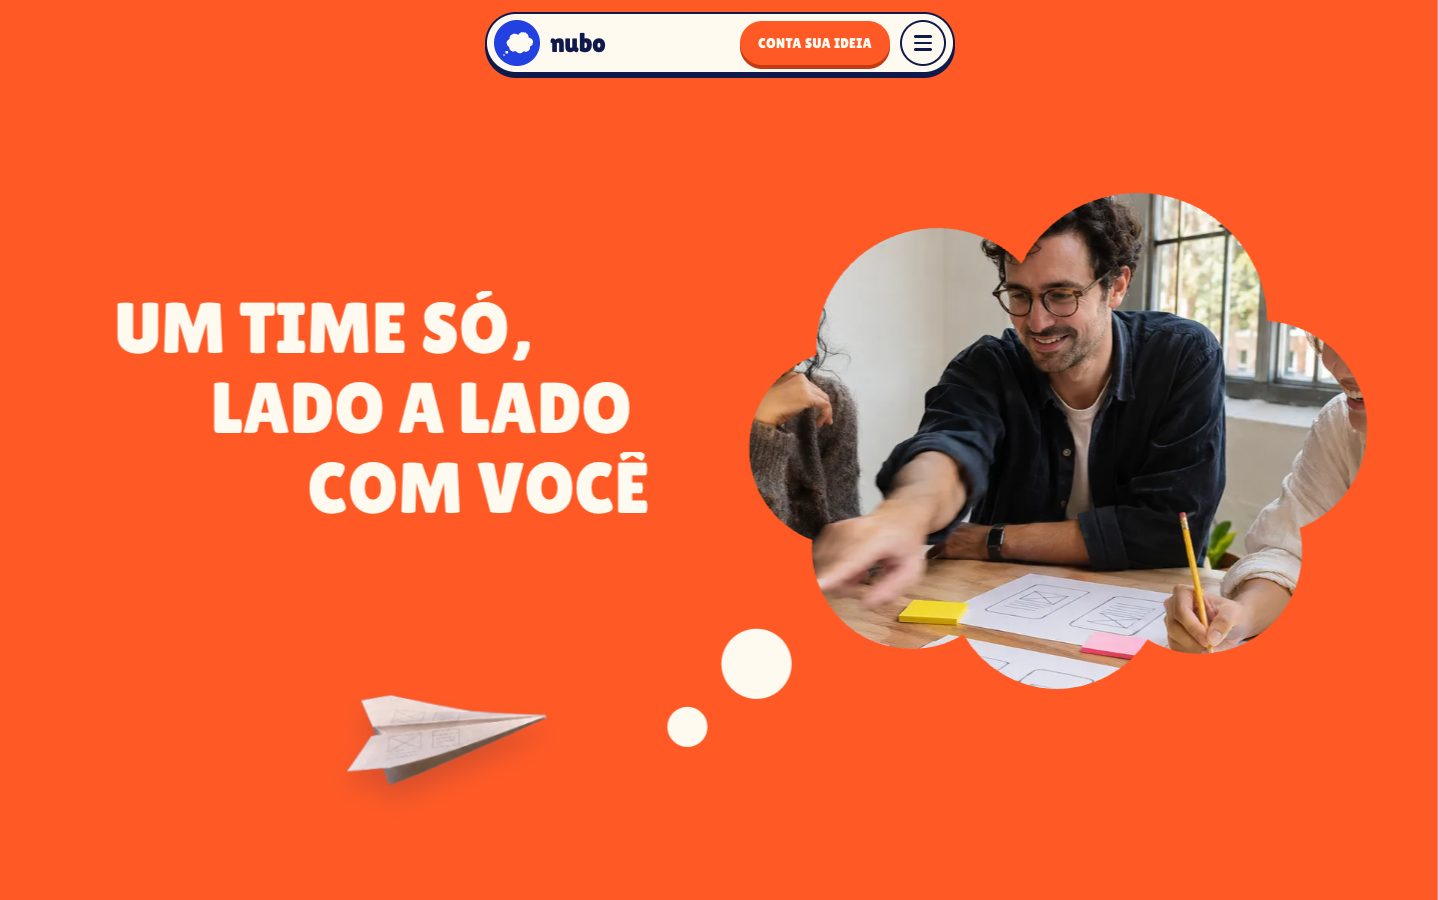 nubo
CONTA SUA IDEIA
UM TIME SÓ,
LADO A LADO
COM VOCÊ